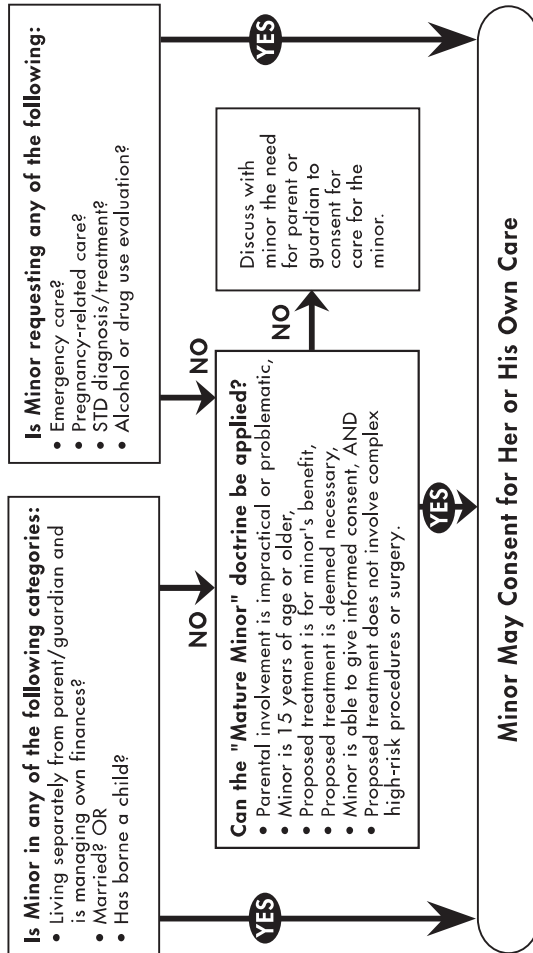 Is Minor in any of the following categories:
• Living separately from parent/guardian and
is managing own finances?
• Married? OR
• Has borne a child?
Is Minor requesting any of the following:
• Emergency care?
• Pregnancy-related care?
• STD diagnosis/treatment?
• Alcohol or drug use evaluation?
NO
NO
Can the "Mature Minor" doctrine be applied?
• Parental involvement is impractical or problematic,
• Minor is 15 years of age or older,
• Proposed treatment is for minor's benefit,
• Proposed treatment is deemed necessary,
• Minor is able to give informed consent, AND
• Proposed treatment does not involve complex
high-risk procedures or surgery.
NO
Discuss with
minor the need
for parent or
guardian to
consent for
care for the
minor.
YES
YES
YES
Minor May Consent for Her or His Own Care